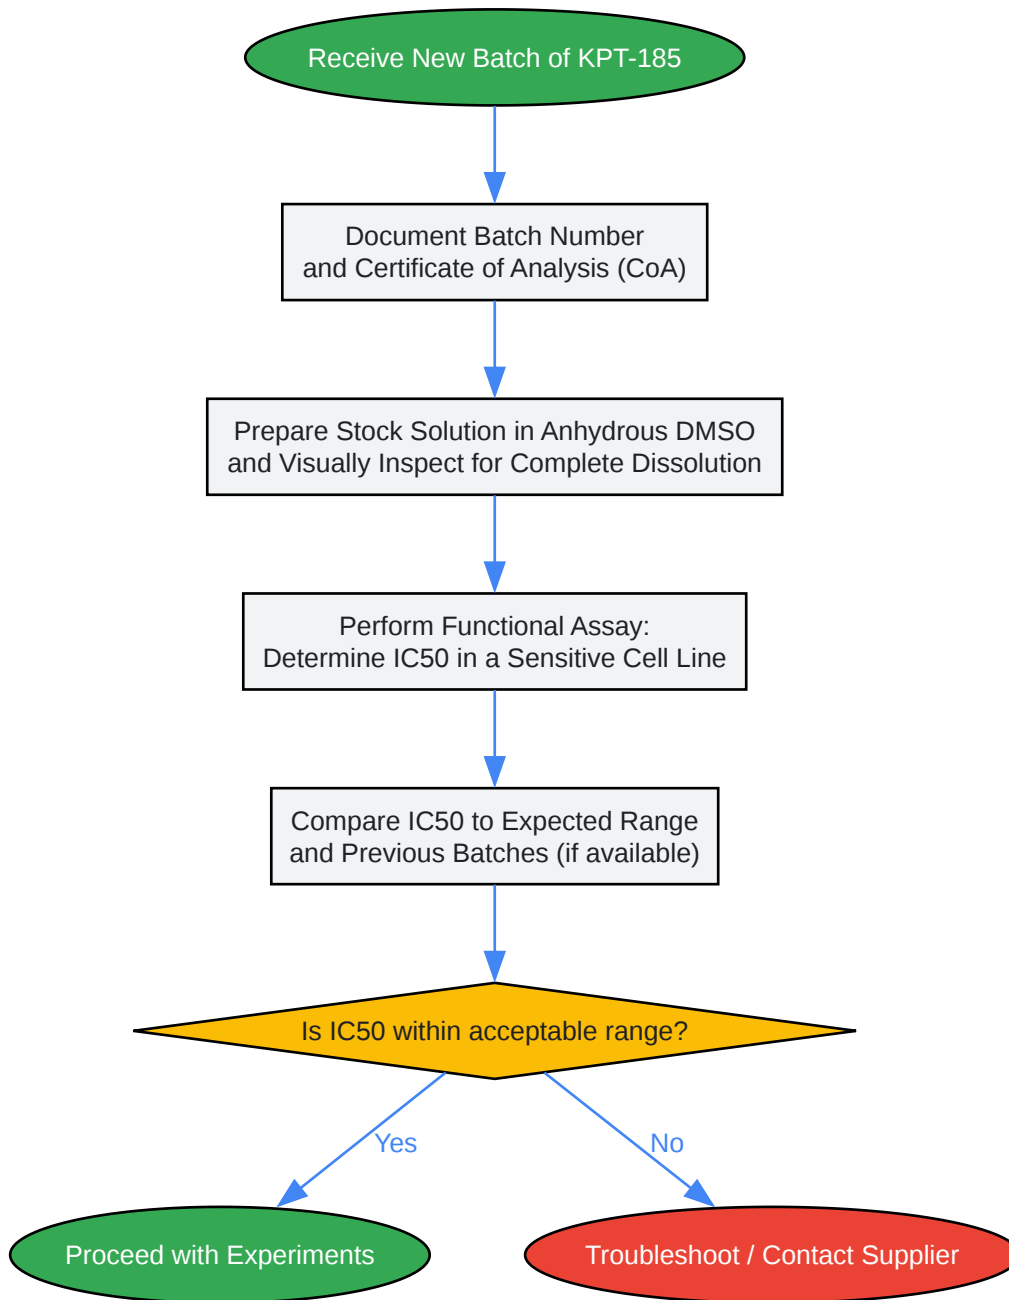 Receive New Batch of KPT-185
Document Batch Number
and Certificate of Analysis (CoA)
Prepare Stock Solution in Anhydrous DMSO
and Visually Inspect for Complete Dissolution
Perform Functional Assay:
Determine IC50 in a Sensitive Cell Line
Compare IC50 to Expected Range
and Previous Batches (if available)
Is IC50 within acceptable range?
Yes
No
Proceed with Experiments
Troubleshoot / Contact Supplier